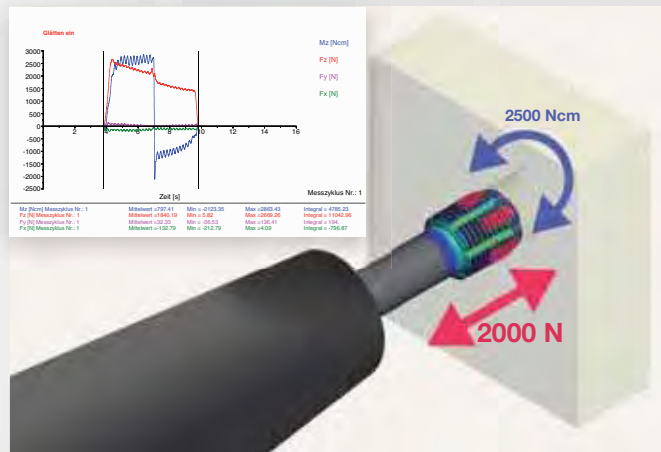 Glätten ein
Mz [Ncm]
Fz [N]
Fy [N]
Fx [N]
3000
2500
2000
1500
1000
500
0
-500
-1000
-1500
-2000
-2500
2 4 6 8 10 12 14 16
Zeit [s]
Messzyklus Nr.: 1
Mz [Ncm] Messzyklus Nr.: 1 Mittelwert =797.41 Min = -2123.35 Max =2863.43 Integral = 4785.23
Fz [N] Messzyklus Nr.: 1 Mittelwert =1840.19 Min = 5.82 Max =2669.26 Integral = 11042.96
Fy [N] Messzyklus Nr.: 1 Mittelwert =32.33 Min = -36.53 Max =136.41 Integral = 194.
Fx [N] Messzyklus Nr.: 1 Mittelwert =-132.79 Min = -212.79 Max =4.09 Integral = -796.87
2500 Ncm
2000 N